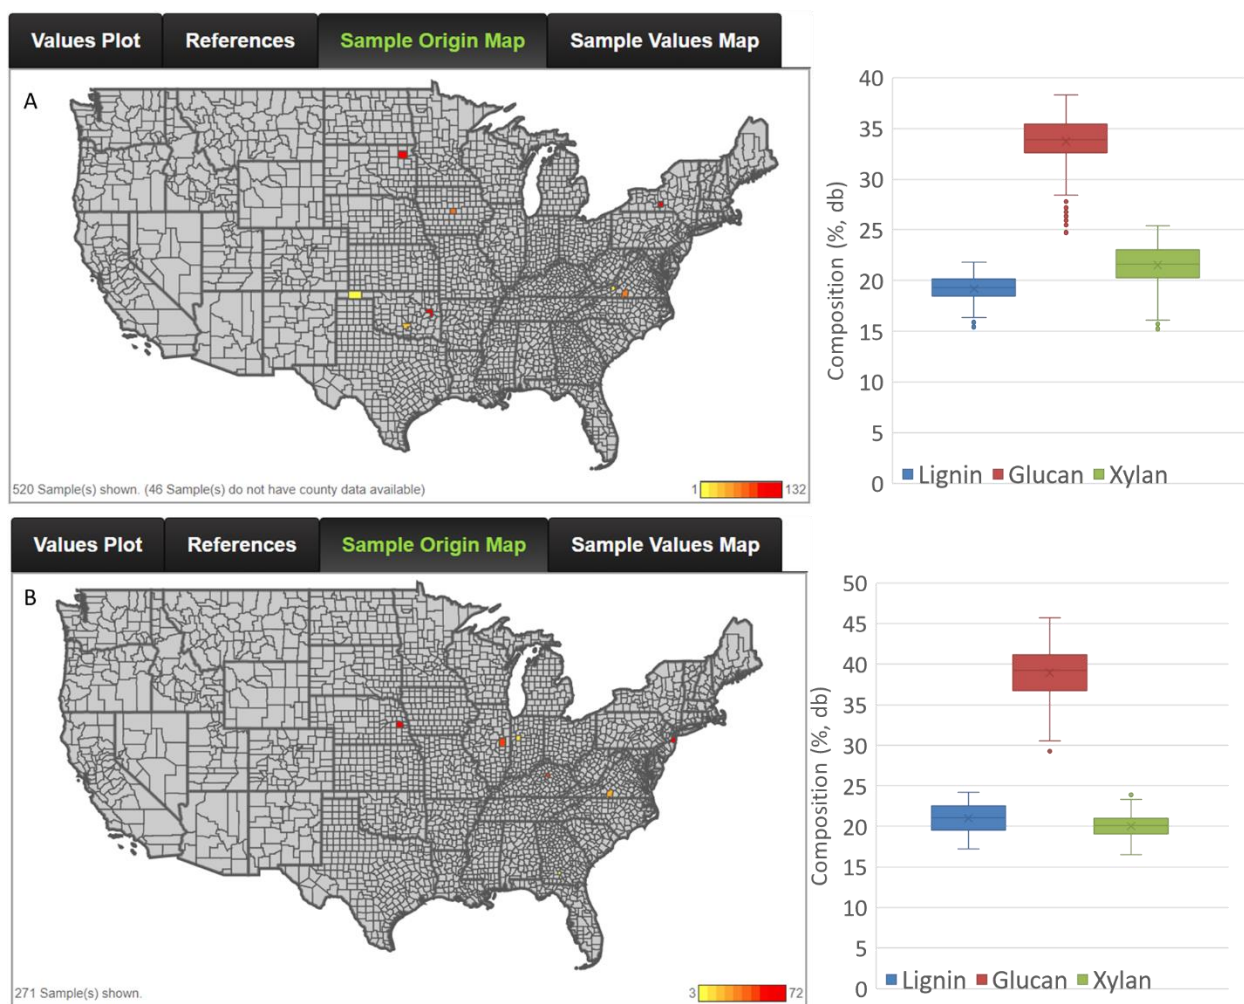 Values Plot References Sample Origin Map Sample Values Map
A
520 Sample(s) shown. (46 Sample(s) do not have county data available)
1 132
Composition (%, db)
40
35
30
25
20
15
10
5
0
Lignin Glucan Xylan
Values Plot References Sample Origin Map Sample Values Map
B
271 Sample(s) shown.
3 72
Composition (%, db)
50
45
40
35
30
25
20
15
10
5
0
Lignin Glucan Xylan